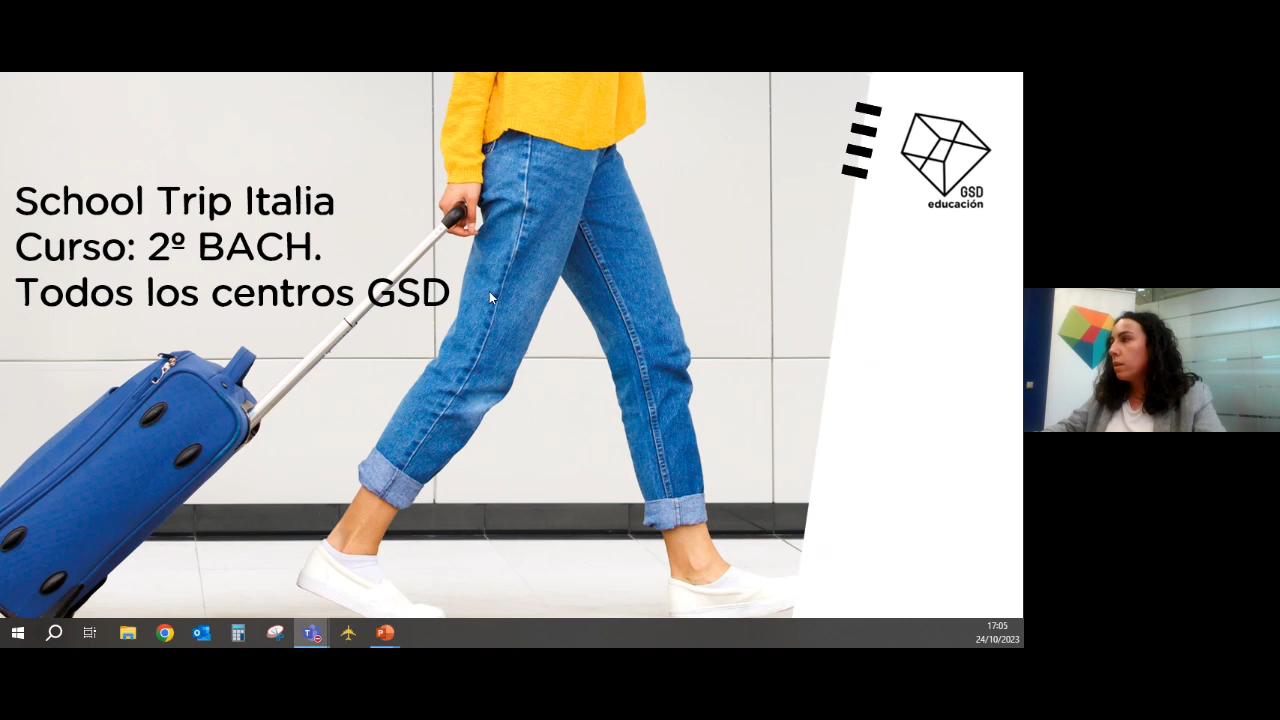 School Trip Italia
Curso: 2º BACH.
Todos los centros GSD
GSD
educación
17:05
24/10/2023